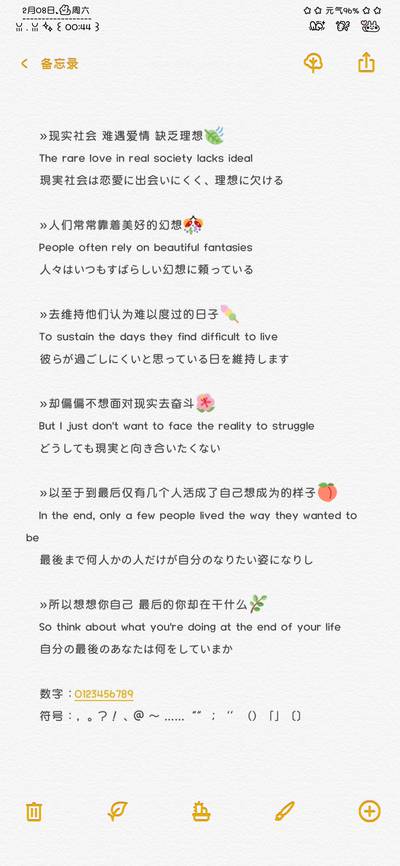 2月08日.周六
00:44
元气96%
备忘录
»现实社会 难遇爱情 缺乏理想
The rare love in real society lacks ideal
現実社会は恋愛に出会いにくく、理想に欠ける
»人们常常靠着美好的幻想
People often rely on beautiful fantasies
人々はいつもすばらしい幻想に頼っている
»去维持他们认为难以度过的日子
To sustain the days they find difficult to live
彼らが過ごしにくいと思っている日を維持します
»却偏偏不想面对现实去奋斗
But I just don't want to face the reality to struggle
どうしても現実と向き合いたくない
»以至于到最后仅有几个人活成了自己想成为的样子
In the end, only a few people lived the way they wanted to
be
最後まで何人かの人だけが自分のなりたい姿になりし
»所以想想你自己 最后的你却在干什么
So think about what you're doing at the end of your life
自分の最後のあなたは何をしていまか
数字：0123456789
符号：，。？！、@～……“”；‘’（）「」〔〕